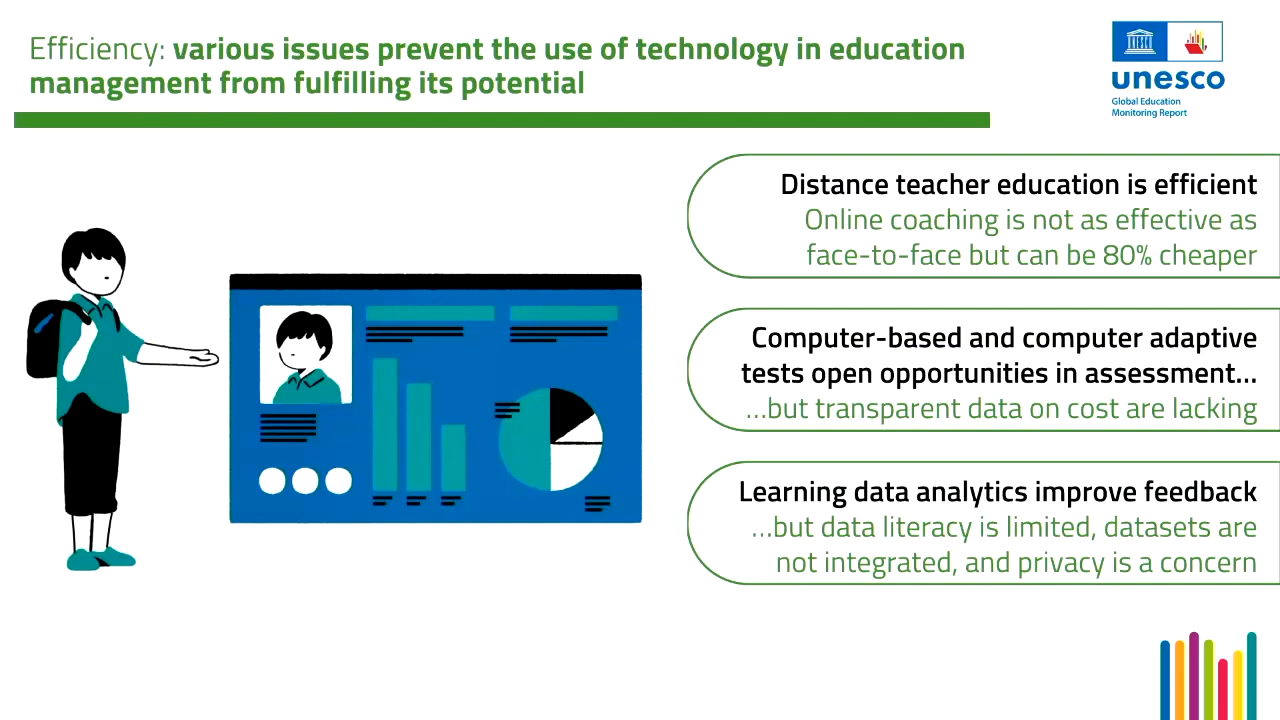 Efficiency: various issues prevent the use of technology in education
management from fulfilling its potential
unesco
Global Education
Monitoring Report
Distance teacher education is efficient
Online coaching is not as effective as
face-to-face but can be 80% cheaper
Computer-based and computer adaptive
tests open opportunities in assessment...
...but transparent data on cost are lacking
Learning data analytics improve feedback
...but data literacy is limited, datasets are
not integrated, and privacy is a concern